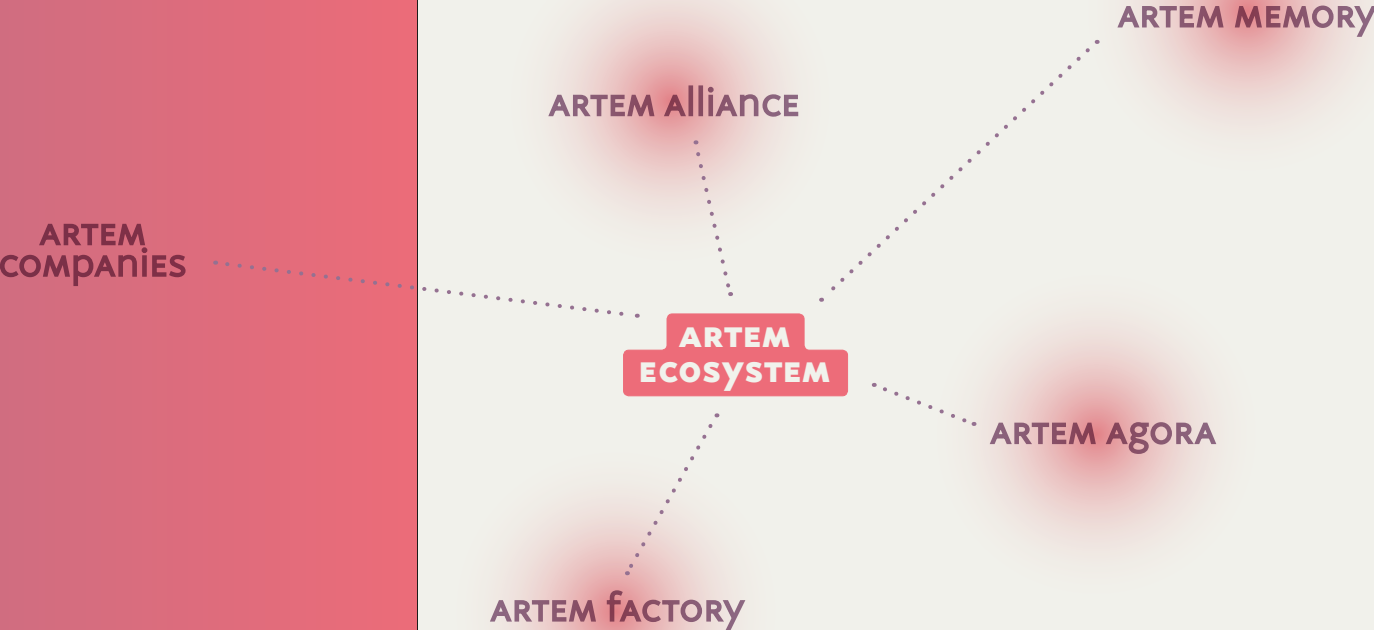 ARTEM MEMORY
ARTEM AllIANCE
ARTEM
COMPANIES
ARTEM
ECOSYSTEM
ARTEM AGORA
ARTEM FACTORY